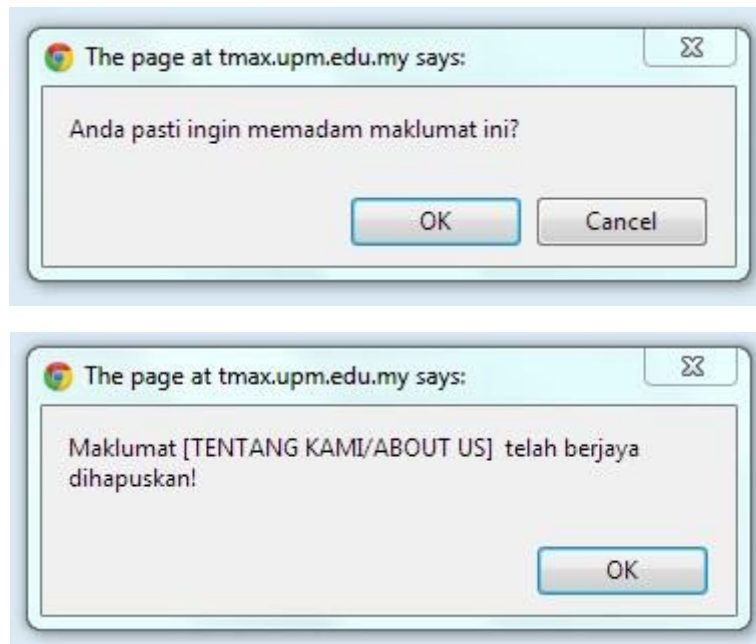 The page at tmax.upm.edu.my says:
Anda pasti ingin memadam maklumat ini?
OK
Cancel
The page at tmax.upm.edu.my says:
Maklumat [TENTANG KAMI/ABOUT US] telah berjaya
dihapuskan!
OK